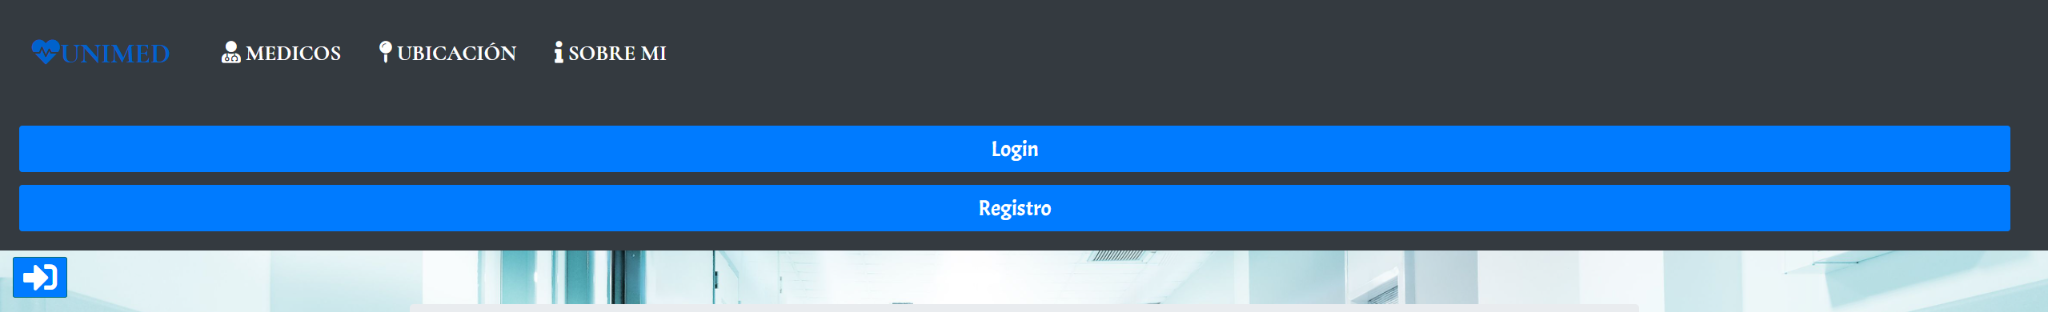 UNIMED MEDICOS UBICACIÓN SOBRE MI
Login
Registro